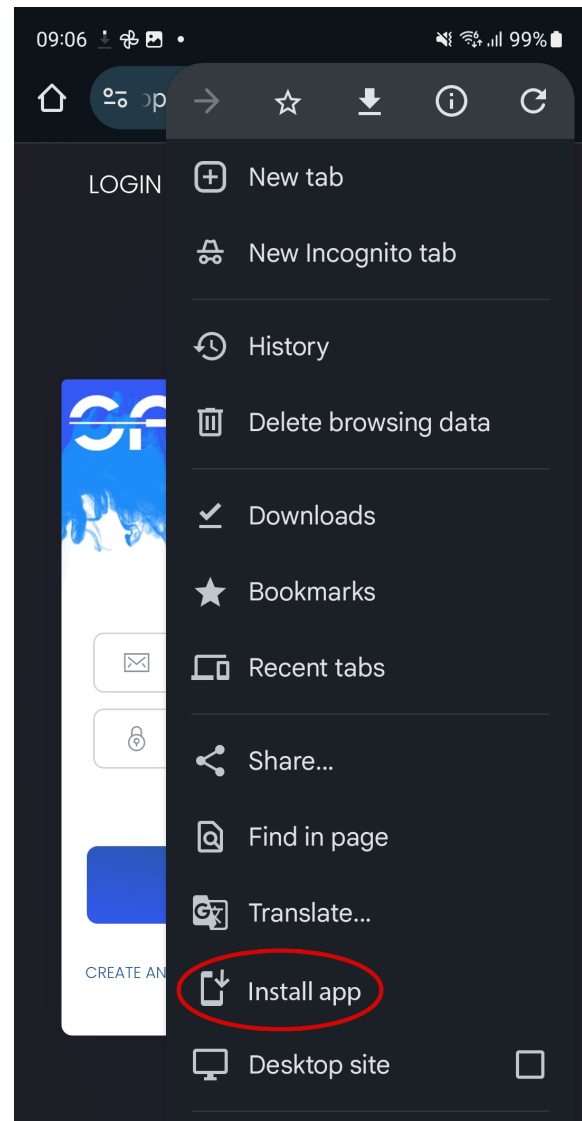 09:06
99%
LOGIN
New tab
New Incognito tab
History
Delete browsing data
Downloads
Bookmarks
Recent tabs
Share...
Find in page
Translate...
CREATE AN
Install app
Desktop site